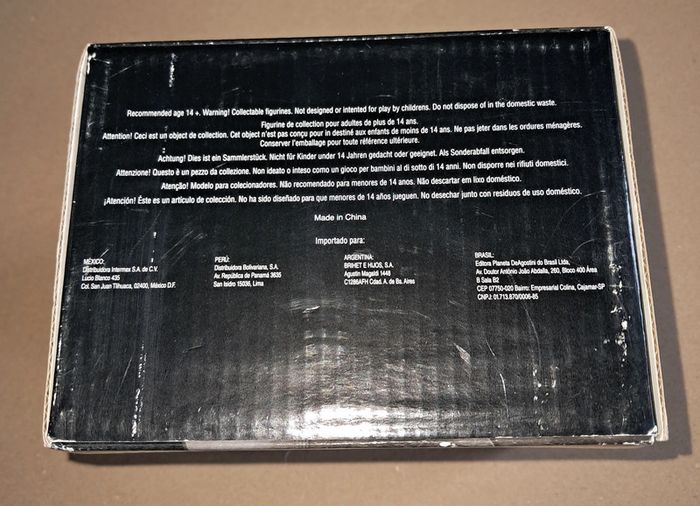 Recommended age 14 +. Warning! Collectable figurines. Not designed or intented for play by childrens. Do not dispose of in the domestic waste.
Figurine de collection pour adultes de plus de 14 ans.
Attention! Ceci est un object de collection. Cet object n'est pas conçu pour in destiné aux enfants de moins de 14 ans. Ne pas jeter dans les ordures ménagères.
Conserver l'emballage pour toute référence ultérieure.
Achtung! Dies ist ein Sammlerstück. Nicht für Kinder under 14 Jahren gedacht oder geeignet. Als Sonderabfall entsorgen.
Attenzione! Questo è un pezzo da collezione. Non ideato o inteso como un gioco per bambini al di sotto di 14 anni. Non disporre nei rifiuti domestici.
Atenção! Modelo para colecionadores. Não recomendado para menores de 14 anos. Não descartar em lixo doméstico.
¡Atención! Éste es un artículo de colección. No ha sido diseñado para que menores de 14 años jueguen. No desechar junto con residuos de uso doméstico.
Made in China
Importado para:
MÉXICO:
Distribuidora Intermex S.A. de C.V.
Lucio Blanco 435
Col. San Juan Tlihuaca, 02400, México D.F.
PERÚ:
Distribuidora Bolivariana, S.A.
Av. República de Panamá 3635
San Isidro 15036, Lima
ARGENTINA:
BRIHET E HIJOS, S.A.
Agustin Magaldi 1448
C1286AFH Cdad. A. de Bs. Aires
BRASIL:
Editora Planeta DeAgostini do Brasil Ltda.
Av. Doutor Antônio João Abdalla, 260, Bloco 400 Área
B Sala B2
CEP 07750-020 Bairro: Empresarial Colina, Cajamar-SP
CNPJ: 01.713.870/0006-85